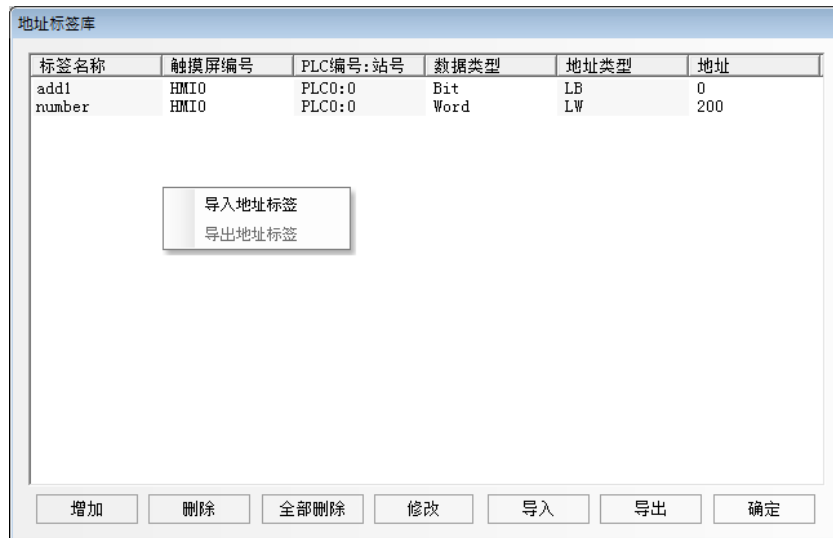 地址标签库
标签名称 触摸屏编号 PLC编号:站号 数据类型 地址类型 地址
add1 HMI0 PLC0:0 Bit LB 0
number HMI0 PLC0:0 Word LW 200
导入地址标签
导出地址标签
增加 删除 全部删除 修改 导入 导出 确定